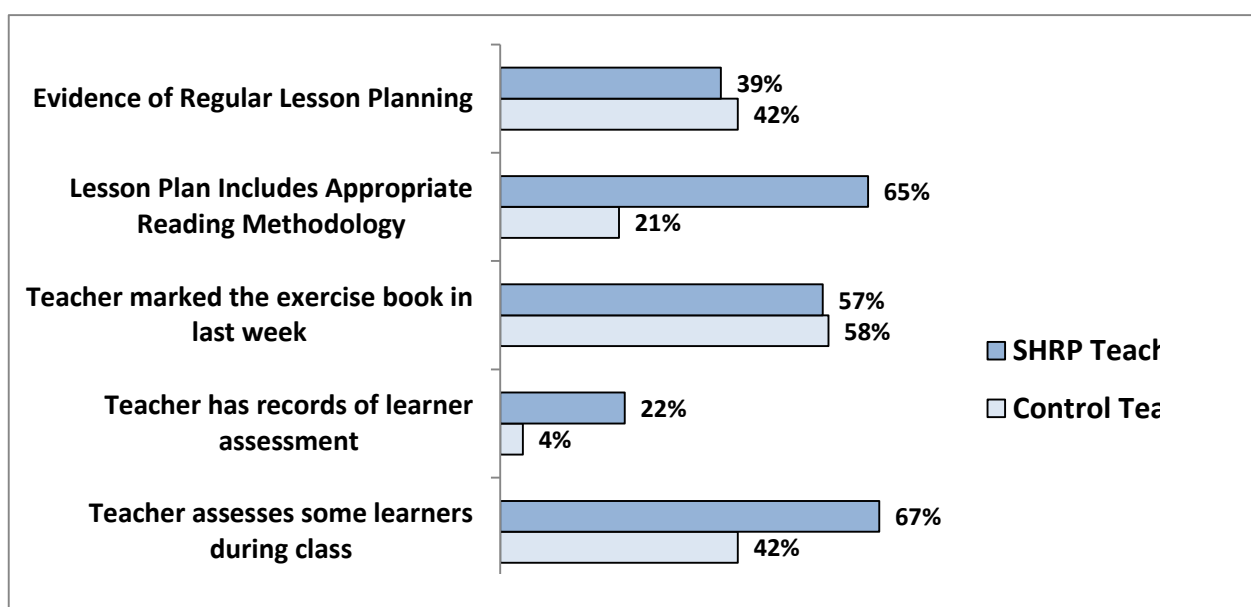 Evidence of Regular Lesson Planning
39%
42%
Lesson Plan Includes Appropriate
Reading Methodology
65%
21%
Teacher marked the exercise book in
last week
57%
58%
Teacher has records of learner
assessment
22%
4%
Teacher assesses some learners
during class
67%
42%
SHRP
Control